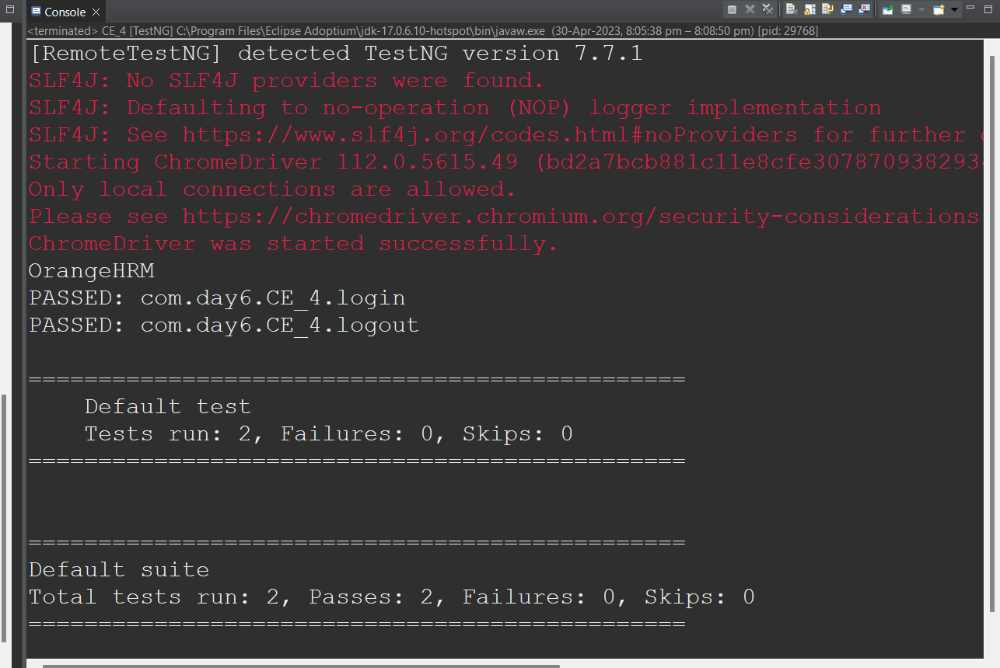 Console
<terminated> CE_4 [TestNG] C:\Program Files\Eclipse Adoptium\jdk-17.0.6.10-hotspot\bin\javaw.exe (30-Apr-2023, 8:05:38 pm – 8:08:50 pm) [pid: 29768]
[RemoteTestNG] detected TestNG version 7.7.1
SLF4J: No SLF4J providers were found.
SLF4J: Defaulting to no-operation (NOP) logger implementation
SLF4J: See https://www.slf4j.org/codes.html#noProviders for further
Starting ChromeDriver 112.0.5615.49 (bd2a7bcb881c11e8cfe3078709382934
Only local connections are allowed.
Please see https://chromedriver.chromium.org/security-considerations
ChromeDriver was started successfully.
OrangeHRM
PASSED: com.day6.CE_4.login
PASSED: com.day6.CE_4.logout
===============================================
Default test
Tests run: 2, Failures: 0, Skips: 0
===============================================
===============================================
Default suite
Total tests run: 2, Passes: 2, Failures: 0, Skips: 0
===============================================